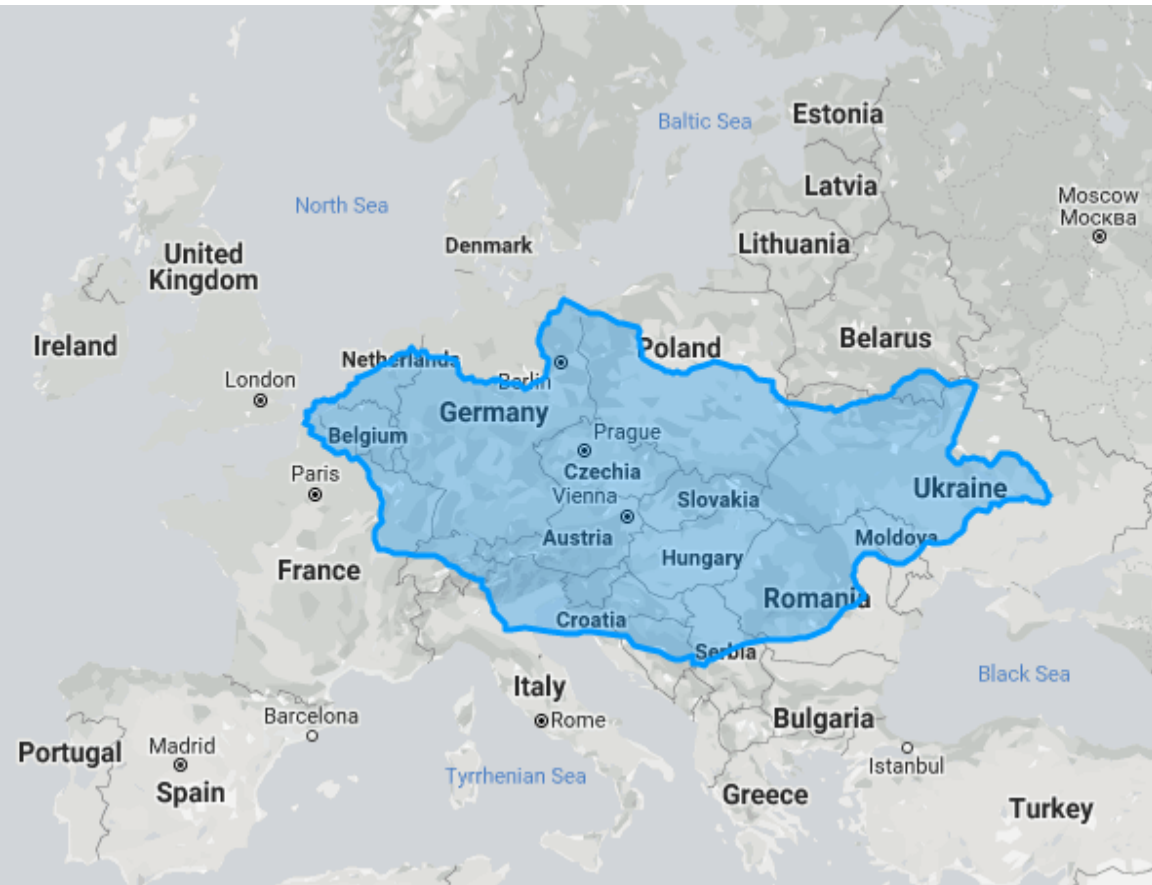 Estonia
Baltic Sea
Latvia
Moscow
Москва
North Sea
Denmark
Lithuania
United
Kingdom
Ireland
Belarus
Poland
Netherlands
London
Berlin
Germany
Belgium
Prague
Czechia
Paris
Vienna
Slovakia
Ukraine
Austria
Moldova
Hungary
France
Romania
Croatia
Serbia
Black Sea
Italy
Barcelona
Rome
Bulgaria
Portugal
Madrid
Istanbul
Tyrrhenian Sea
Spain
Greece
Turkey